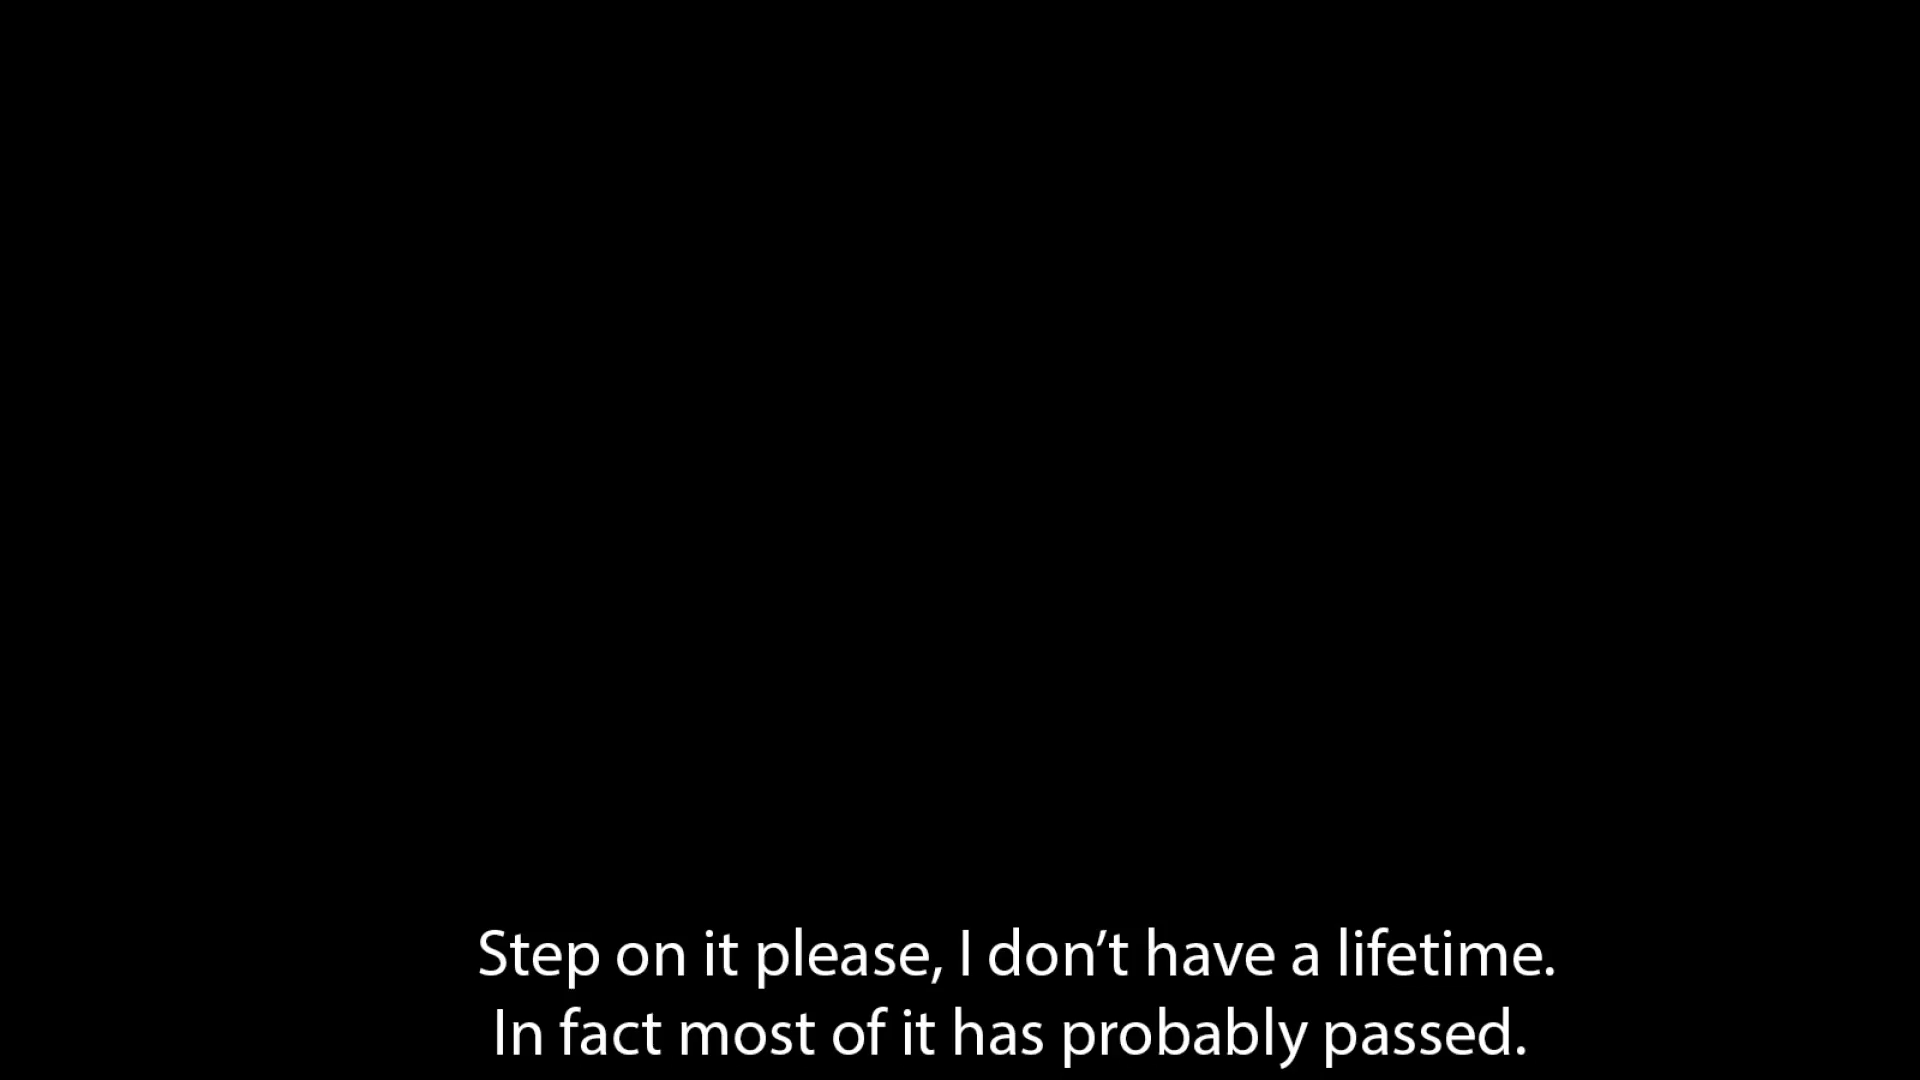 Step on it please, I don’t have a lifetime.
In fact most of it has probably passed.